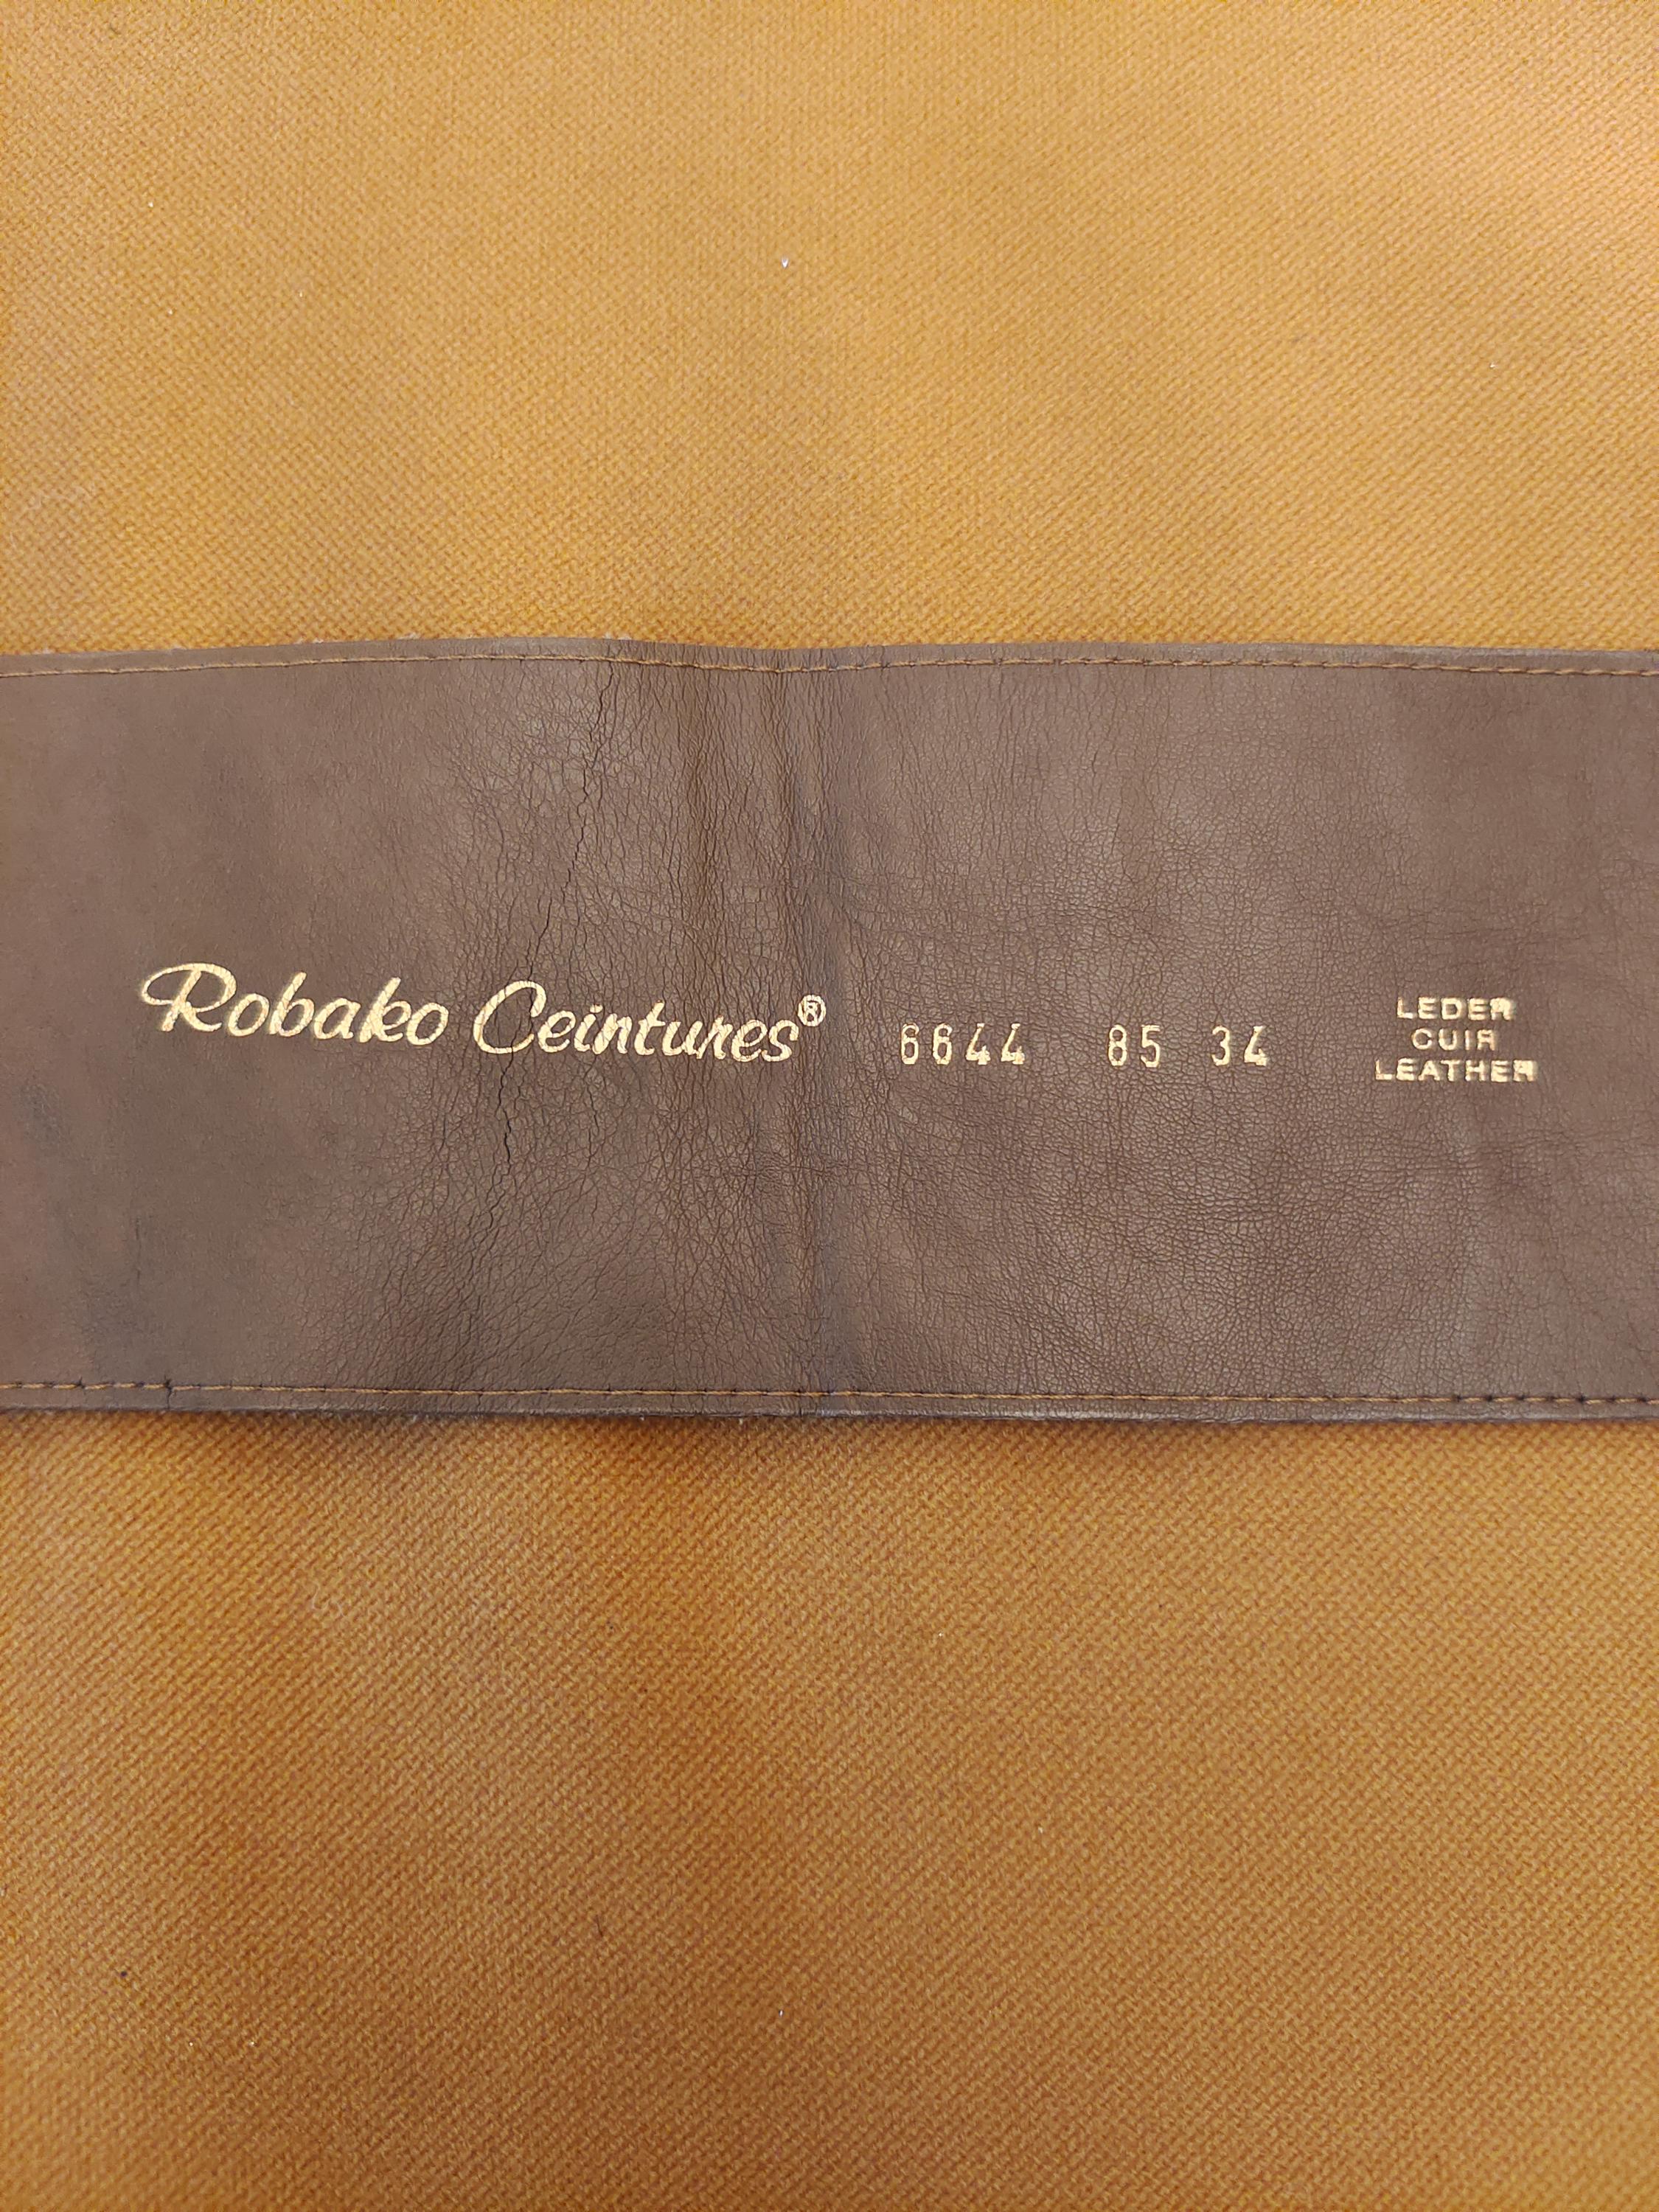 Robako Ceintures® 6644 85 34
LEDER
CUIR
LEATHER